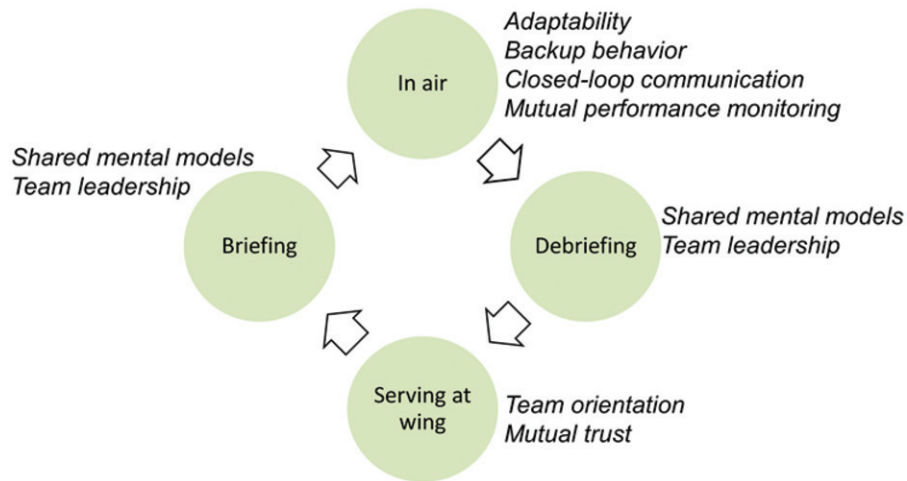 In air
Adaptability
Backup behavior
Closed-loop communication
Mutual performance monitoring
Shared mental models
Team leadership
Briefing
Debriefing
Shared mental models
Team leadership
Serving at
wing
Team orientation
Mutual trust